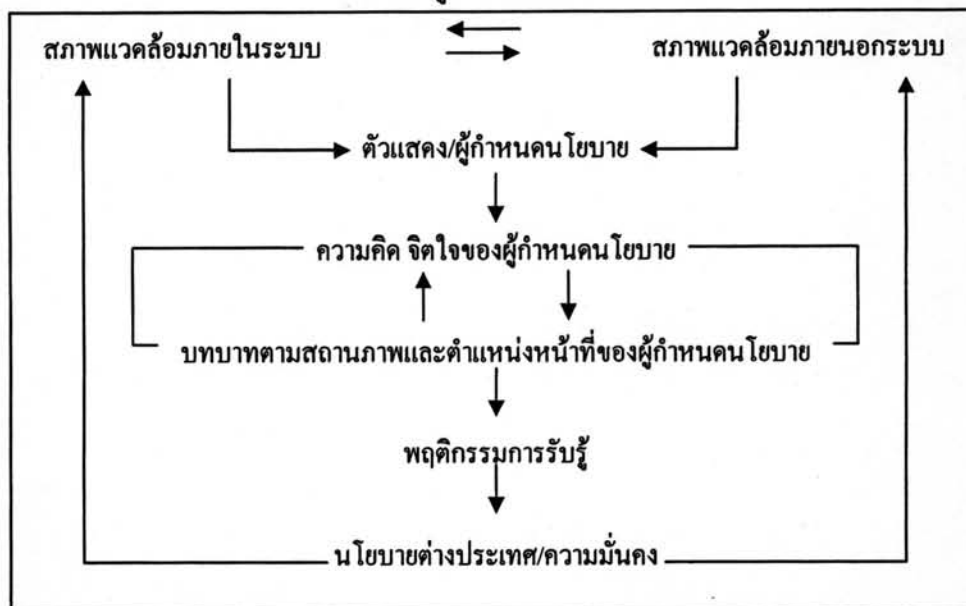 สภาพแวดล้อมภายในระบบ
สภาพแวดล้อมภายนอกระบบ
ตัวแสดง/ผู้กำหนดนโยบาย
ความคิด จิตใจของผู้กำหนดนโยบาย
บทบาทตามสถานภาพและตำแหน่งหน้าที่ของผู้กำหนดนโยบาย
พฤติกรรมการรับรู้
นโยบายต่างประเทศ/ความมั่นคง